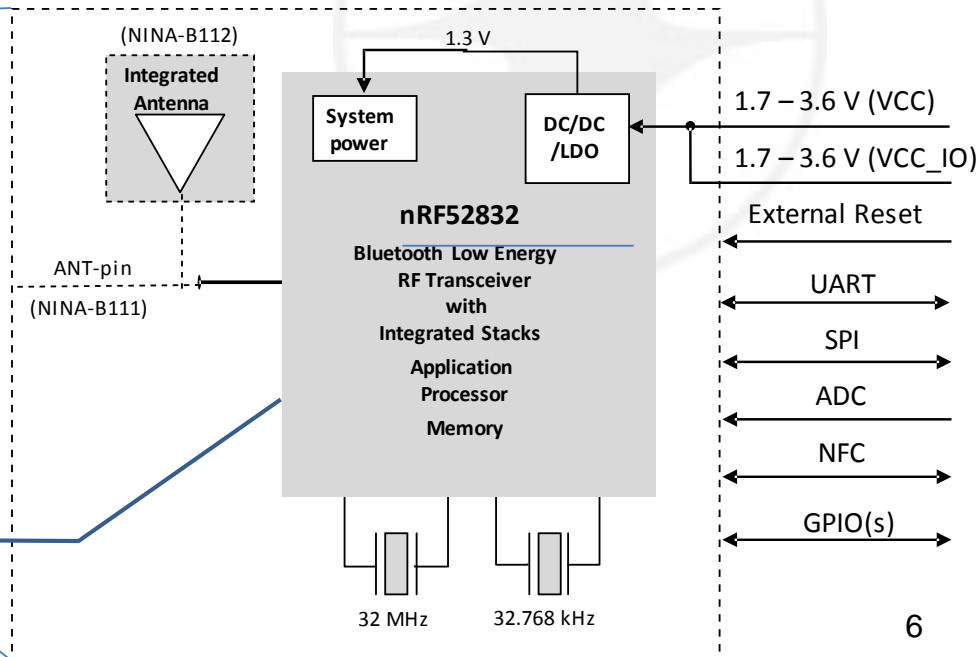 (NINA-B112)
Integrated
Antenna
1.3 V
System
power
DC/DC
/LDO
1.7 – 3.6 V (VCC)
1.7 – 3.6 V (VCC_IO)
External Reset
nRF52832
Bluetooth Low Energy
RF Transceiver
with
Integrated Stacks
Application
Processor
Memory
ANT-pin
(NINA-B111)
UART
SPI
ADC
NFC
GPIO(s)
32 MHz
32.768 kHz
6